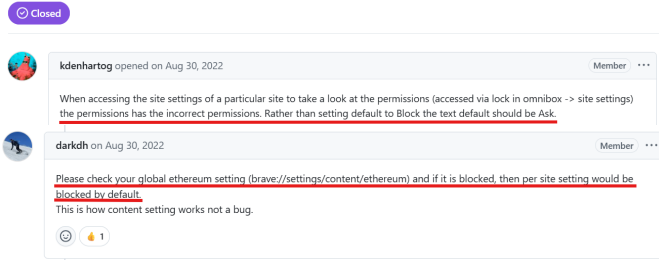 Closed
kdenhartog opened on Aug 30, 2022
Member
When accessing the site settings of a particular site to take a look at the permissions (accessed via lock in omnibox -> site settings)
the permissions has the incorrect permissions. Rather than setting default to Block the text default should be Ask.
darkdh on Aug 30, 2022
Member
Please check your global ethereum setting (brave://settings/content/ethereum) and if it is blocked, then per site setting would be
blocked by default.
This is how content setting works not a bug.
👍 1